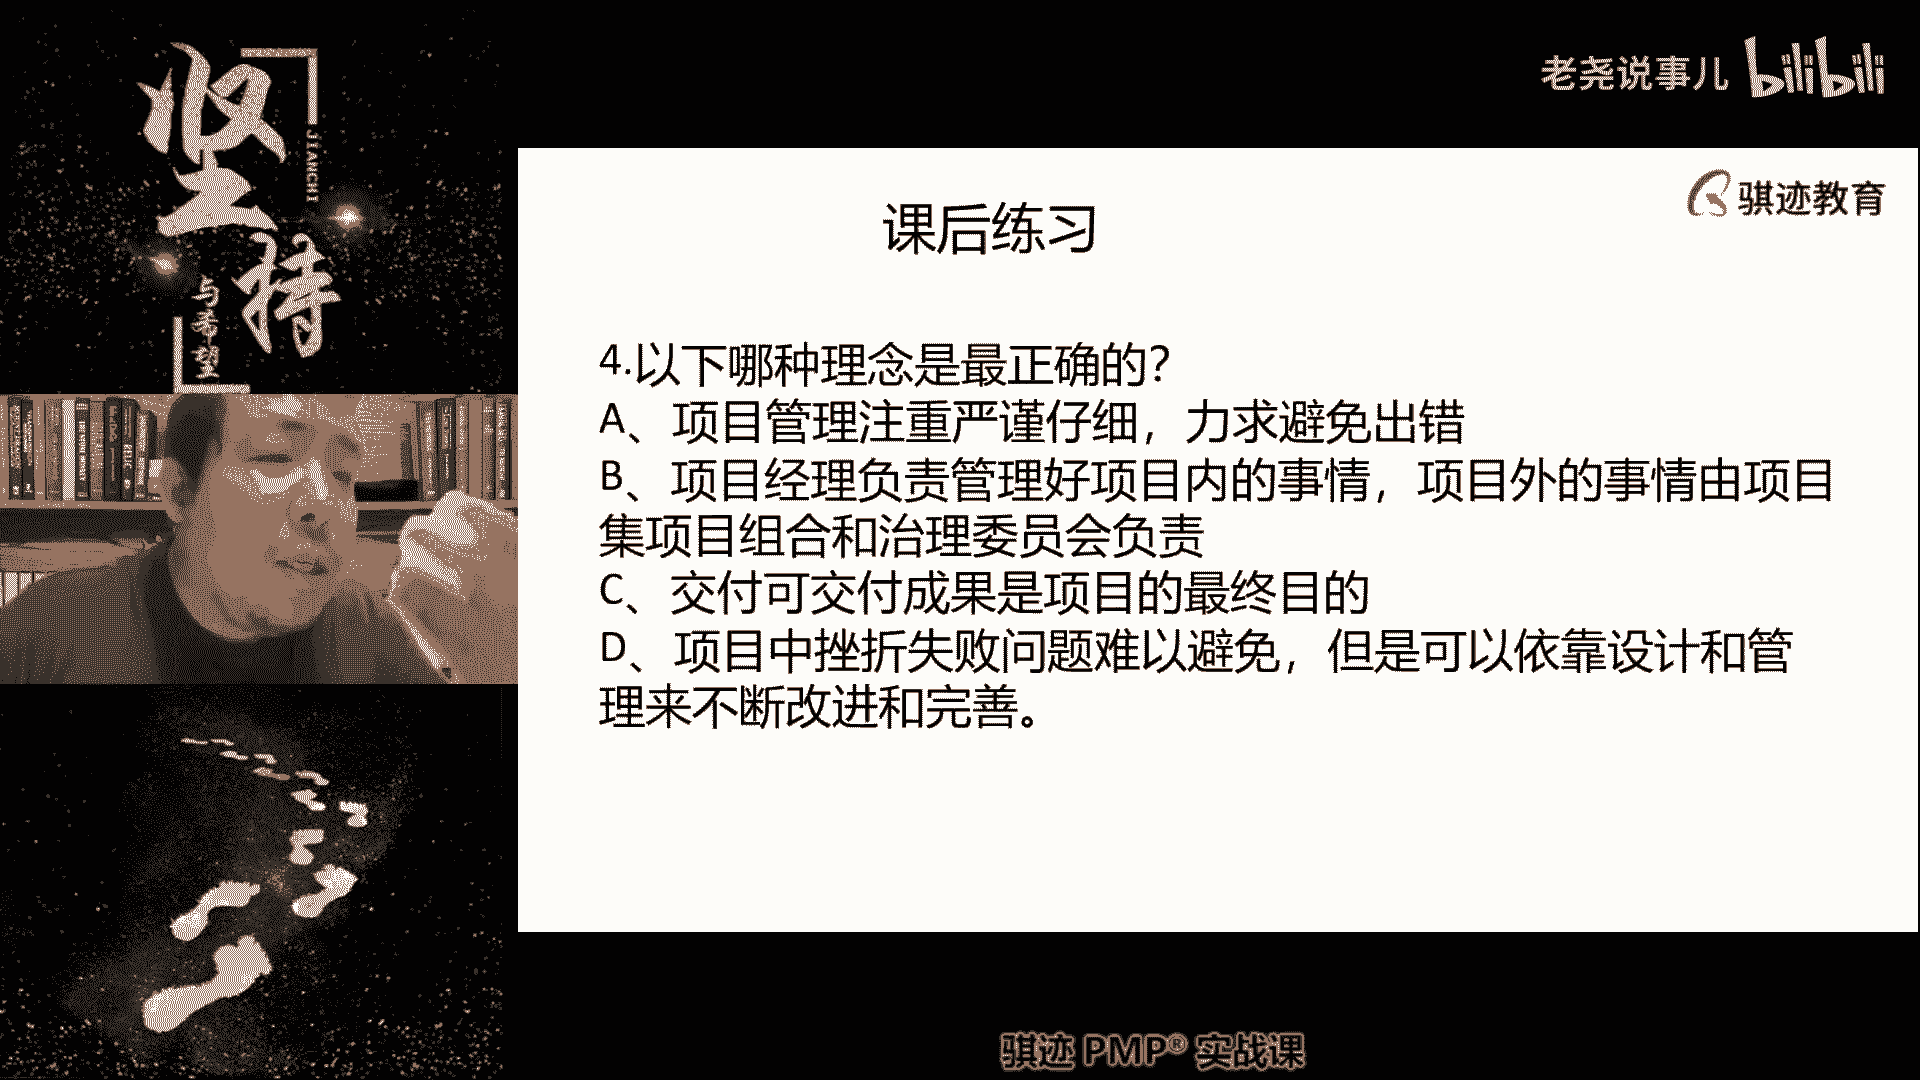 坚
持
JIANCHI
与希望
老尧说事儿 bilibili
骐迹教育
课后练习
4.以下哪种理念是最正确的?
A、项目管理注重严谨仔细，力求避免出错
B、项目经理负责管理好项目内的事情，项目外的事情由项目
集项目组合和治理委员会负责
C、交付可交付成果是项目的最终目的
D、项目中挫折失败问题难以避免，但是可以依靠设计和管
理来不断改进和完善。
骐迹 PMP® 实战课